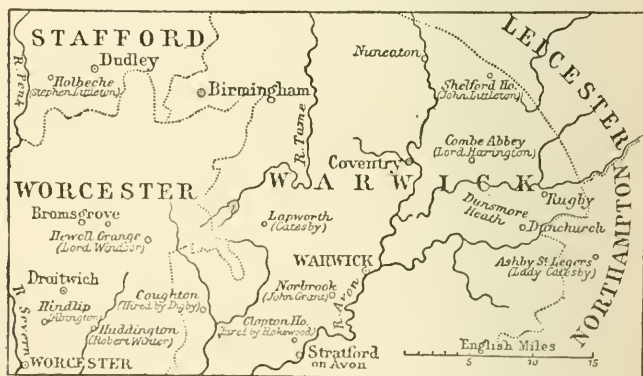 STAFFORD
Dudley
Holbeche
(Stephen Littleton)
R. Penk
Birmingham
R. Tame
Nuneaton
LEICESTER
Shelford Ho.
(John Littleton)
Combe Abbey
(Lord Harington)
Coventry
WORCESTER
WARWICK
Rugby
Bromsgrove
Hewell Grange
(Lord Windsor)
Lapworth
(Catesby)
Dunsmore
Heath
Dunchurch
Ashby St. Legers
(Lady Catesby)
NORTHAMPTON
Droitwich
Hindlip
(Abington)
Coughton
(Hired by Digby)
Huddington
(Robert Winter)
WARWICK
Norbrook
(John Grant)
R. Avon
Clopton Ho.
(Hired by Rokewood)
Stratford
on Avon
R. Severn
WORCESTER
English Miles
0 5 10 15